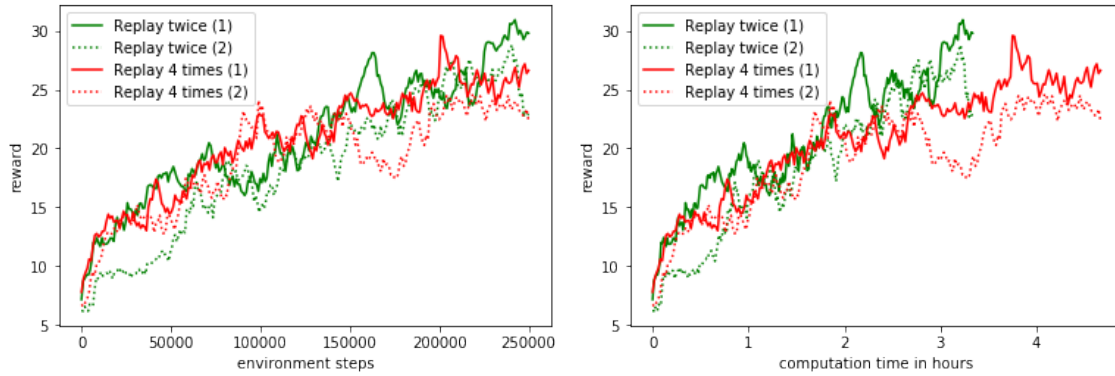 Replay twice (1)
Replay twice (2)
Replay 4 times (1)
Replay 4 times (2)
30
25
20
15
10
5
reward
0
50000
100000
150000
200000
250000
environment steps
Replay twice (1)
Replay twice (2)
Replay 4 times (1)
Replay 4 times (2)
30
25
20
15
10
5
reward
0
1
2
3
4
computation time in hours